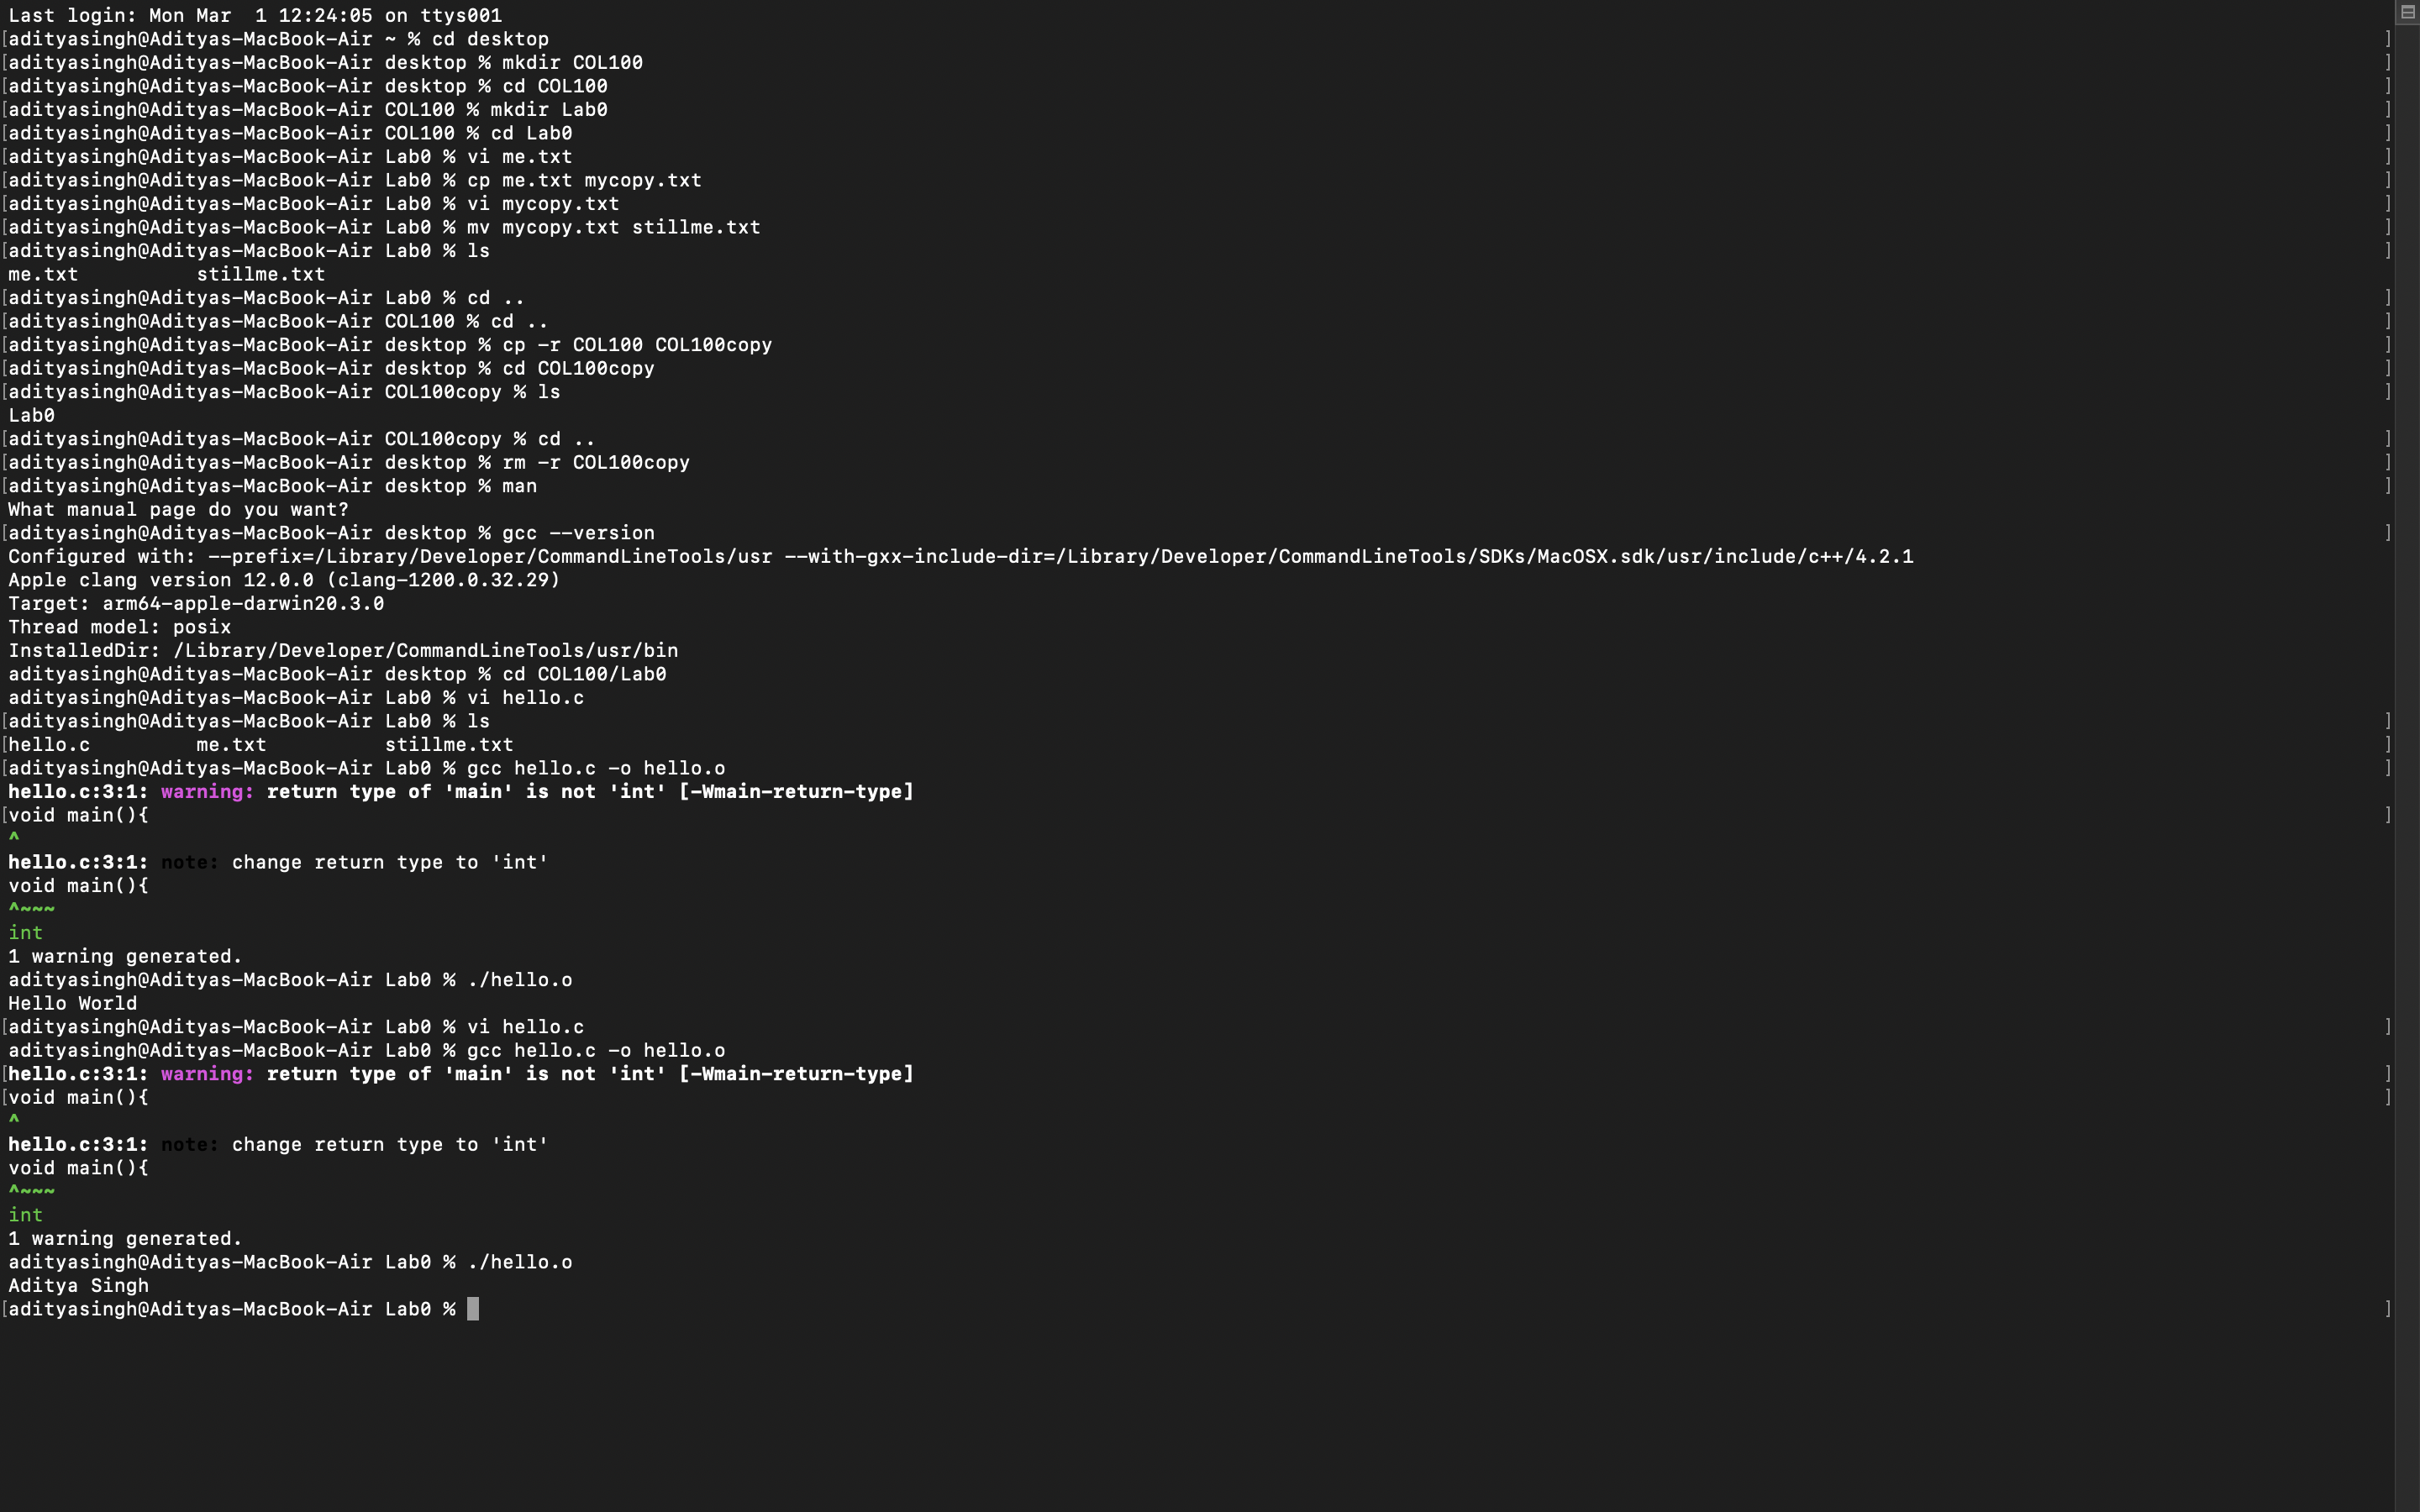 Last login: Mon Mar  1 12:24:05 on ttys001
[adityasingh@Adityas-MacBook-Air ~ % cd desktop ]
[adityasingh@Adityas-MacBook-Air desktop % mkdir COL100 ]
[adityasingh@Adityas-MacBook-Air desktop % cd COL100 ]
[adityasingh@Adityas-MacBook-Air COL100 % mkdir Lab0 ]
[adityasingh@Adityas-MacBook-Air COL100 % cd Lab0 ]
[adityasingh@Adityas-MacBook-Air Lab0 % vi me.txt ]
[adityasingh@Adityas-MacBook-Air Lab0 % cp me.txt mycopy.txt ]
[adityasingh@Adityas-MacBook-Air Lab0 % vi mycopy.txt ]
[adityasingh@Adityas-MacBook-Air Lab0 % mv mycopy.txt stillme.txt ]
[adityasingh@Adityas-MacBook-Air Lab0 % ls ]
me.txt          stillme.txt
[adityasingh@Adityas-MacBook-Air Lab0 % cd .. ]
[adityasingh@Adityas-MacBook-Air COL100 % cd .. ]
[adityasingh@Adityas-MacBook-Air desktop % cp -r COL100 COL100copy ]
[adityasingh@Adityas-MacBook-Air desktop % cd COL100copy ]
[adityasingh@Adityas-MacBook-Air COL100copy % ls ]
Lab0
[adityasingh@Adityas-MacBook-Air COL100copy % cd .. ]
[adityasingh@Adityas-MacBook-Air desktop % rm -r COL100copy ]
[adityasingh@Adityas-MacBook-Air desktop % man ]
What manual page do you want?
[adityasingh@Adityas-MacBook-Air desktop % gcc --version ]
Configured with: --prefix=/Library/Developer/CommandLineTools/usr --with-gxx-include-dir=/Library/Developer/CommandLineTools/SDKs/MacOSX.sdk/usr/include/c++/4.2.1
Apple clang version 12.0.0 (clang-1200.0.32.29)
Target: arm64-apple-darwin20.3.0
Thread model: posix
InstalledDir: /Library/Developer/CommandLineTools/usr/bin
adityasingh@Adityas-MacBook-Air desktop % cd COL100/Lab0
adityasingh@Adityas-MacBook-Air Lab0 % vi hello.c
[adityasingh@Adityas-MacBook-Air Lab0 % ls ]
[hello.c         me.txt          stillme.txt ]
[adityasingh@Adityas-MacBook-Air Lab0 % gcc hello.c -o hello.o ]
hello.c:3:1: warning: return type of 'main' is not 'int' [-Wmain-return-type]
[void main(){ ]
^
hello.c:3:1: note: change return type to 'int'
void main(){
^~~~
int
1 warning generated.
adityasingh@Adityas-MacBook-Air Lab0 % ./hello.o
Hello World
[adityasingh@Adityas-MacBook-Air Lab0 % vi hello.c ]
adityasingh@Adityas-MacBook-Air Lab0 % gcc hello.c -o hello.o
[hello.c:3:1: warning: return type of 'main' is not 'int' [-Wmain-return-type] ]
[void main(){ ]
^
hello.c:3:1: note: change return type to 'int'
void main(){
^~~~
int
1 warning generated.
adityasingh@Adityas-MacBook-Air Lab0 % ./hello.o
Aditya Singh
[adityasingh@Adityas-MacBook-Air Lab0 % ]